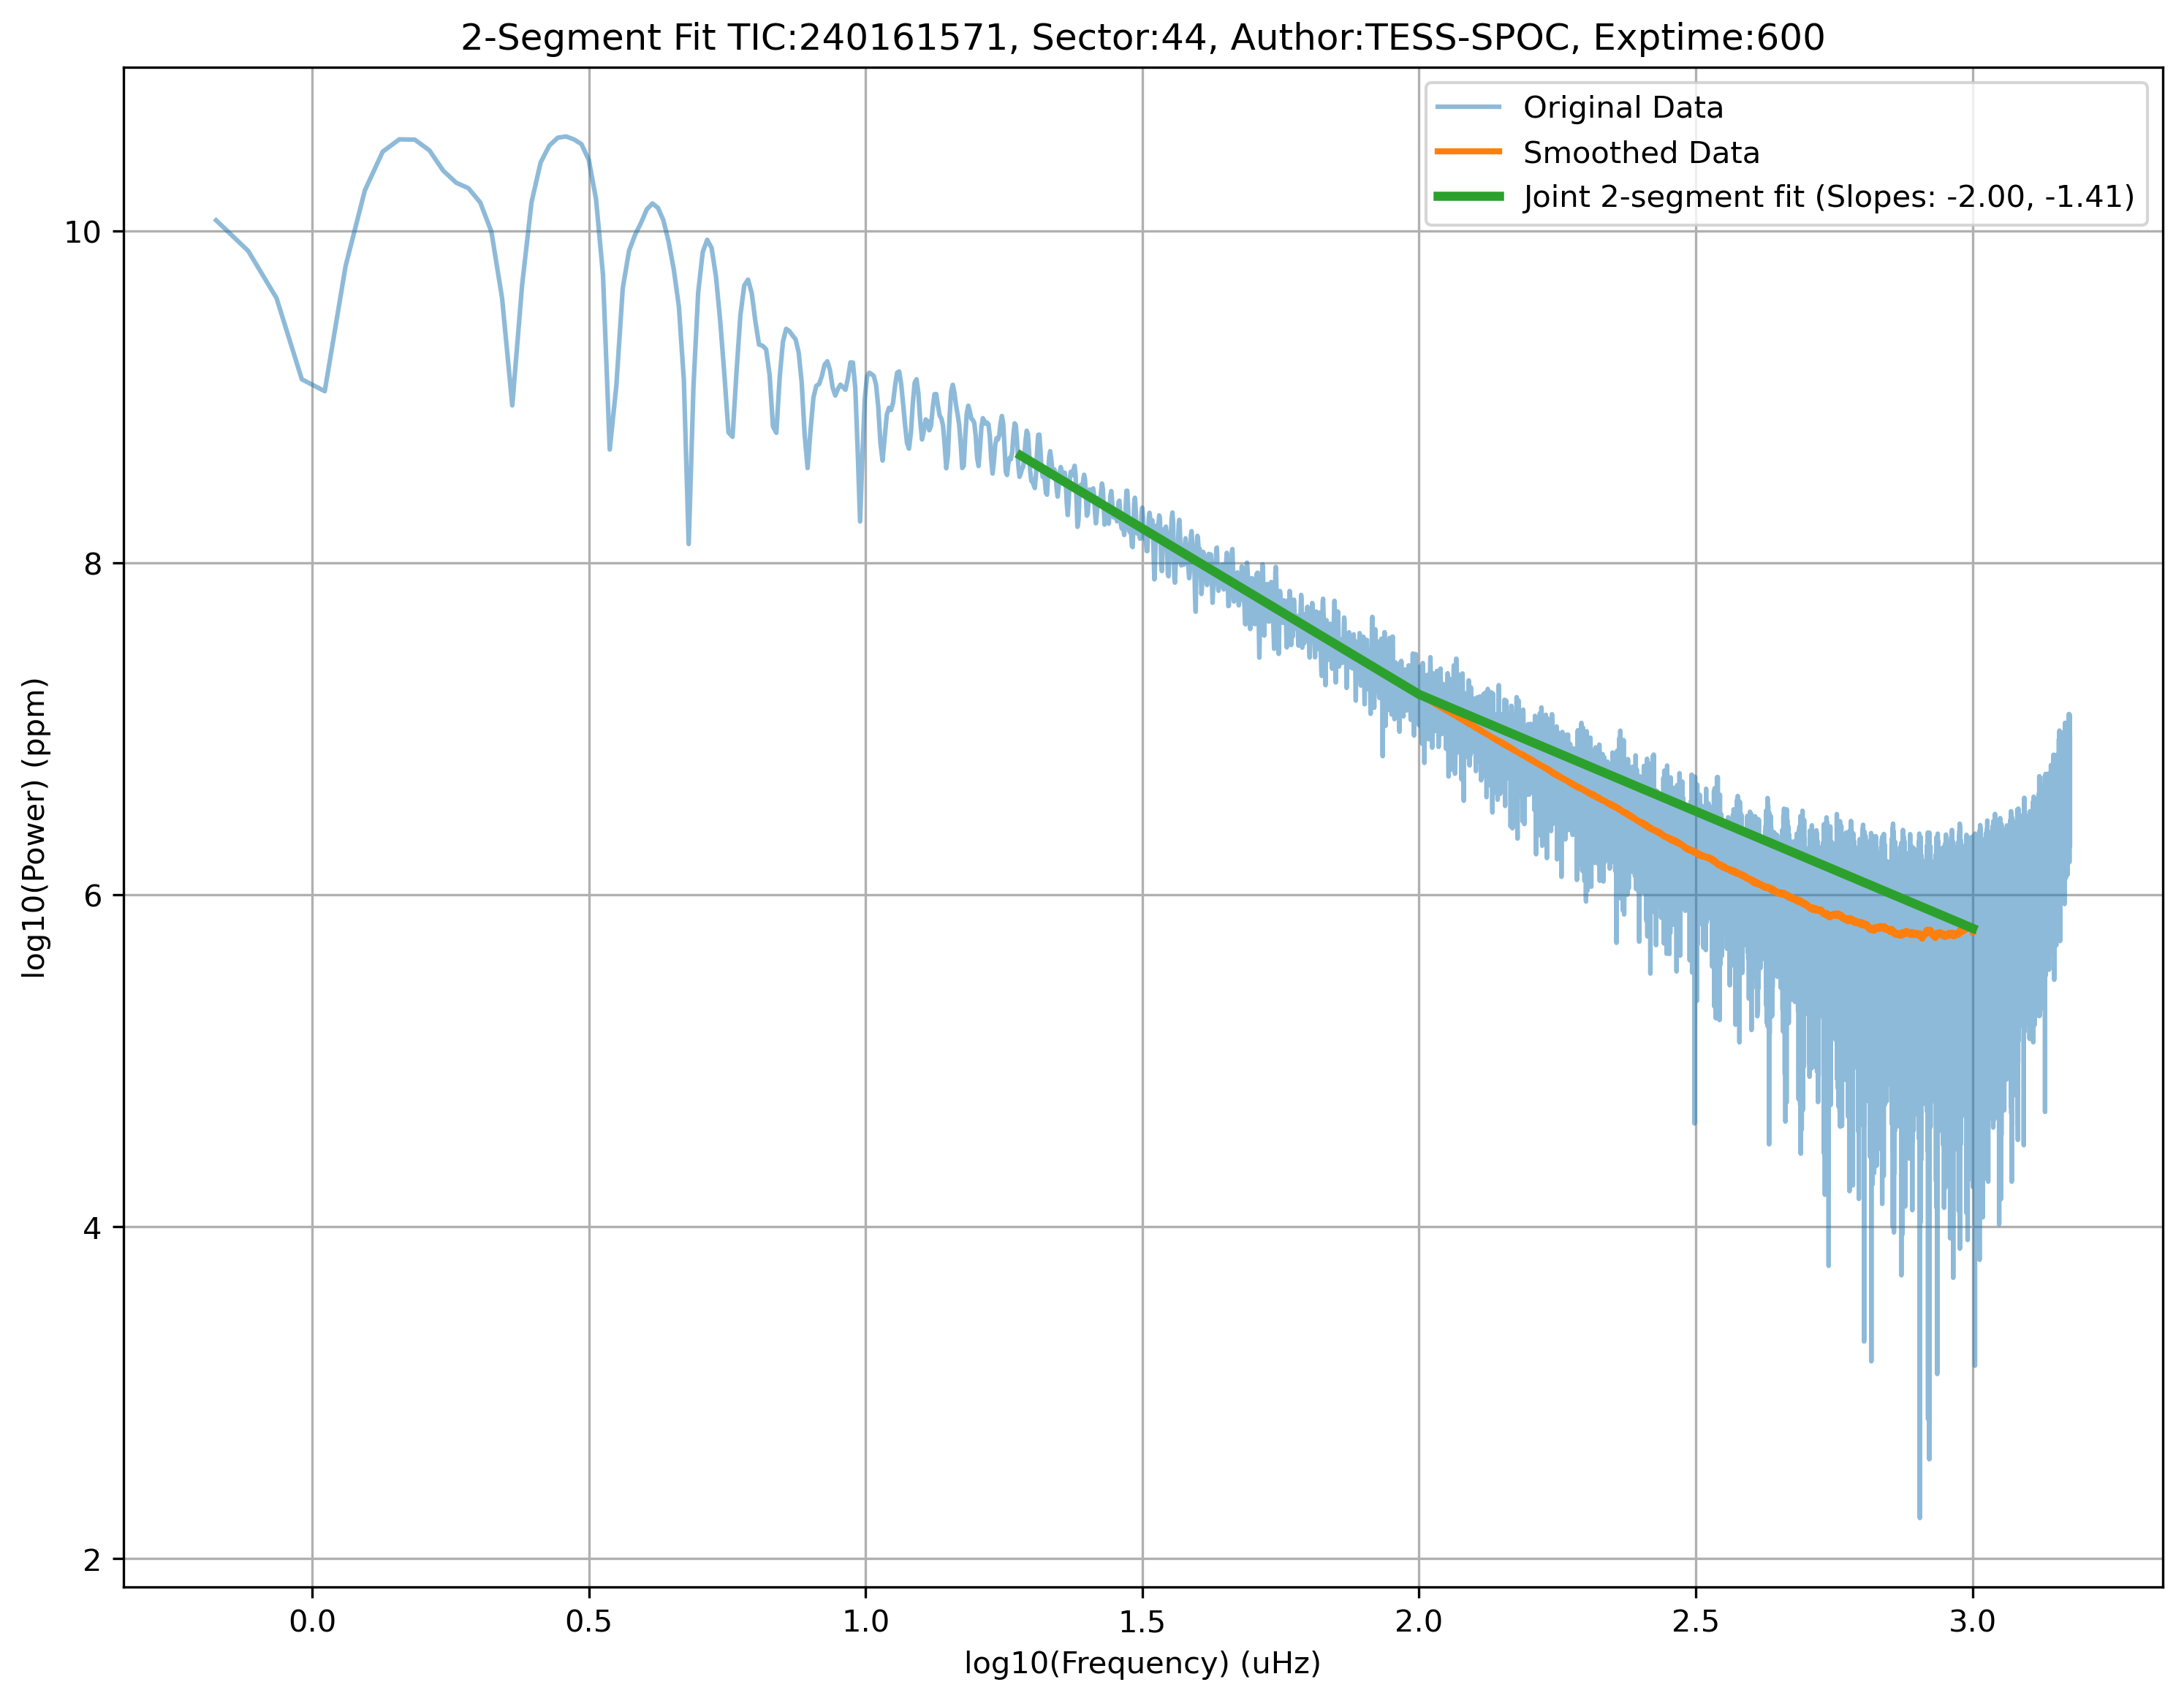 2-Segment Fit TIC:240161571, Sector:44, Author:TESS-SPOC, Exptime:600
Original Data
Smoothed Data
Joint 2-segment fit (Slopes: -2.00, -1.41)
log10(Power) (ppm)
10
8
6
4
2
0.0 0.5 1.0 1.5 2.0 2.5 3.0
log10(Frequency) (uHz)